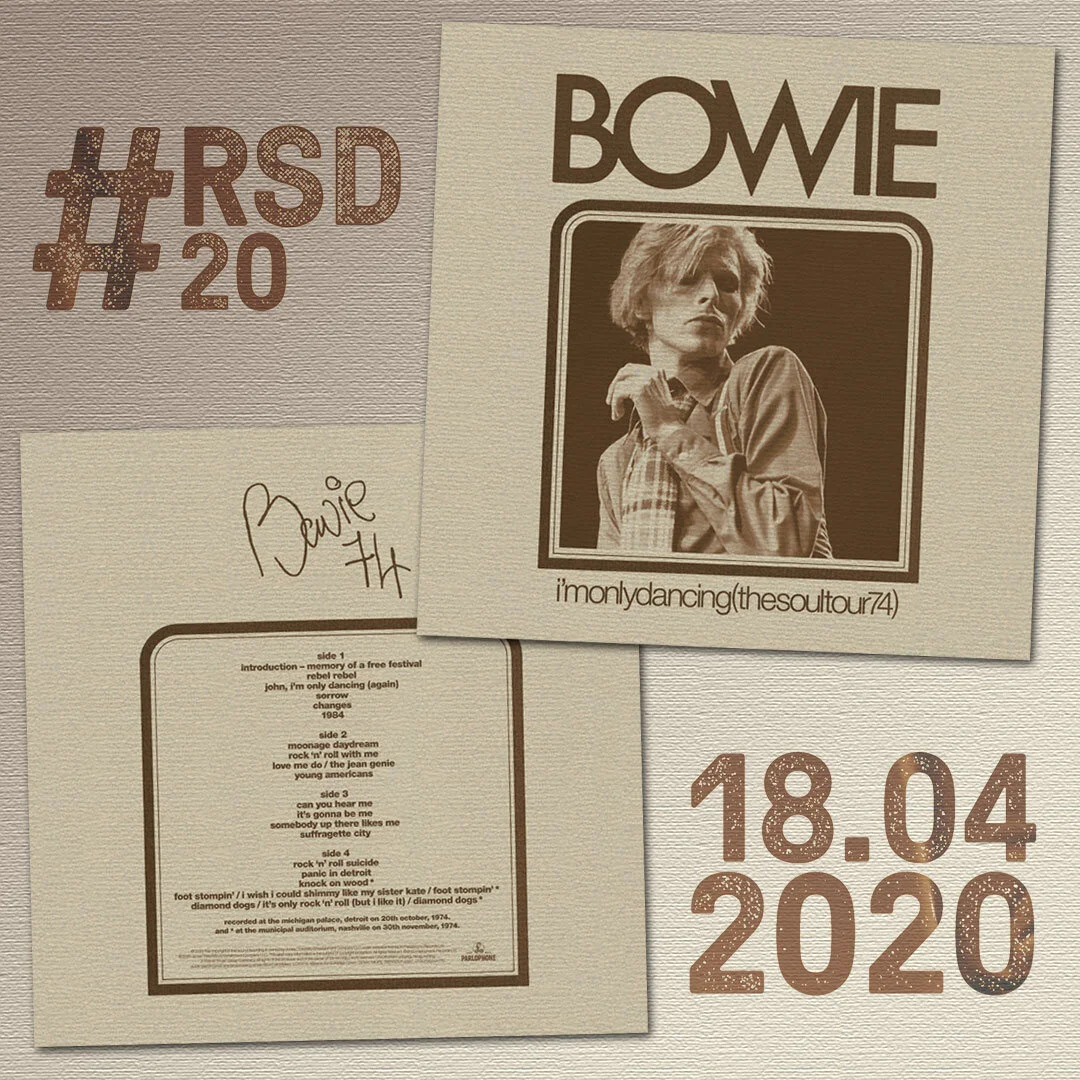 #RSD
20
BOWIE
i'monlydancing(thesoultour74)
Bowie
74
side 1
introduction – memory of a free festival
rebel rebel
john, i'm only dancing (again)
sorrow
changes
1984
side 2
moonage daydream
rock 'n' roll with me
love me do / the jean genie
young americans
side 3
can you hear me
it's gonna be me
somebody up there likes me
suffragette city
side 4
rock 'n' roll suicide
panic in detroit
knock on wood*
foot stompin' / i wish i could shimmy like my sister kate / foot stompin'*
diamond dogs / it's only rock 'n' roll (but i like it) / diamond dogs*
recorded at the michigan palace, detroit on 20th october, 1974.
and * at the municipal auditorium, nashville on 30th november, 1974.
PARLOPHONE
18.04
2020